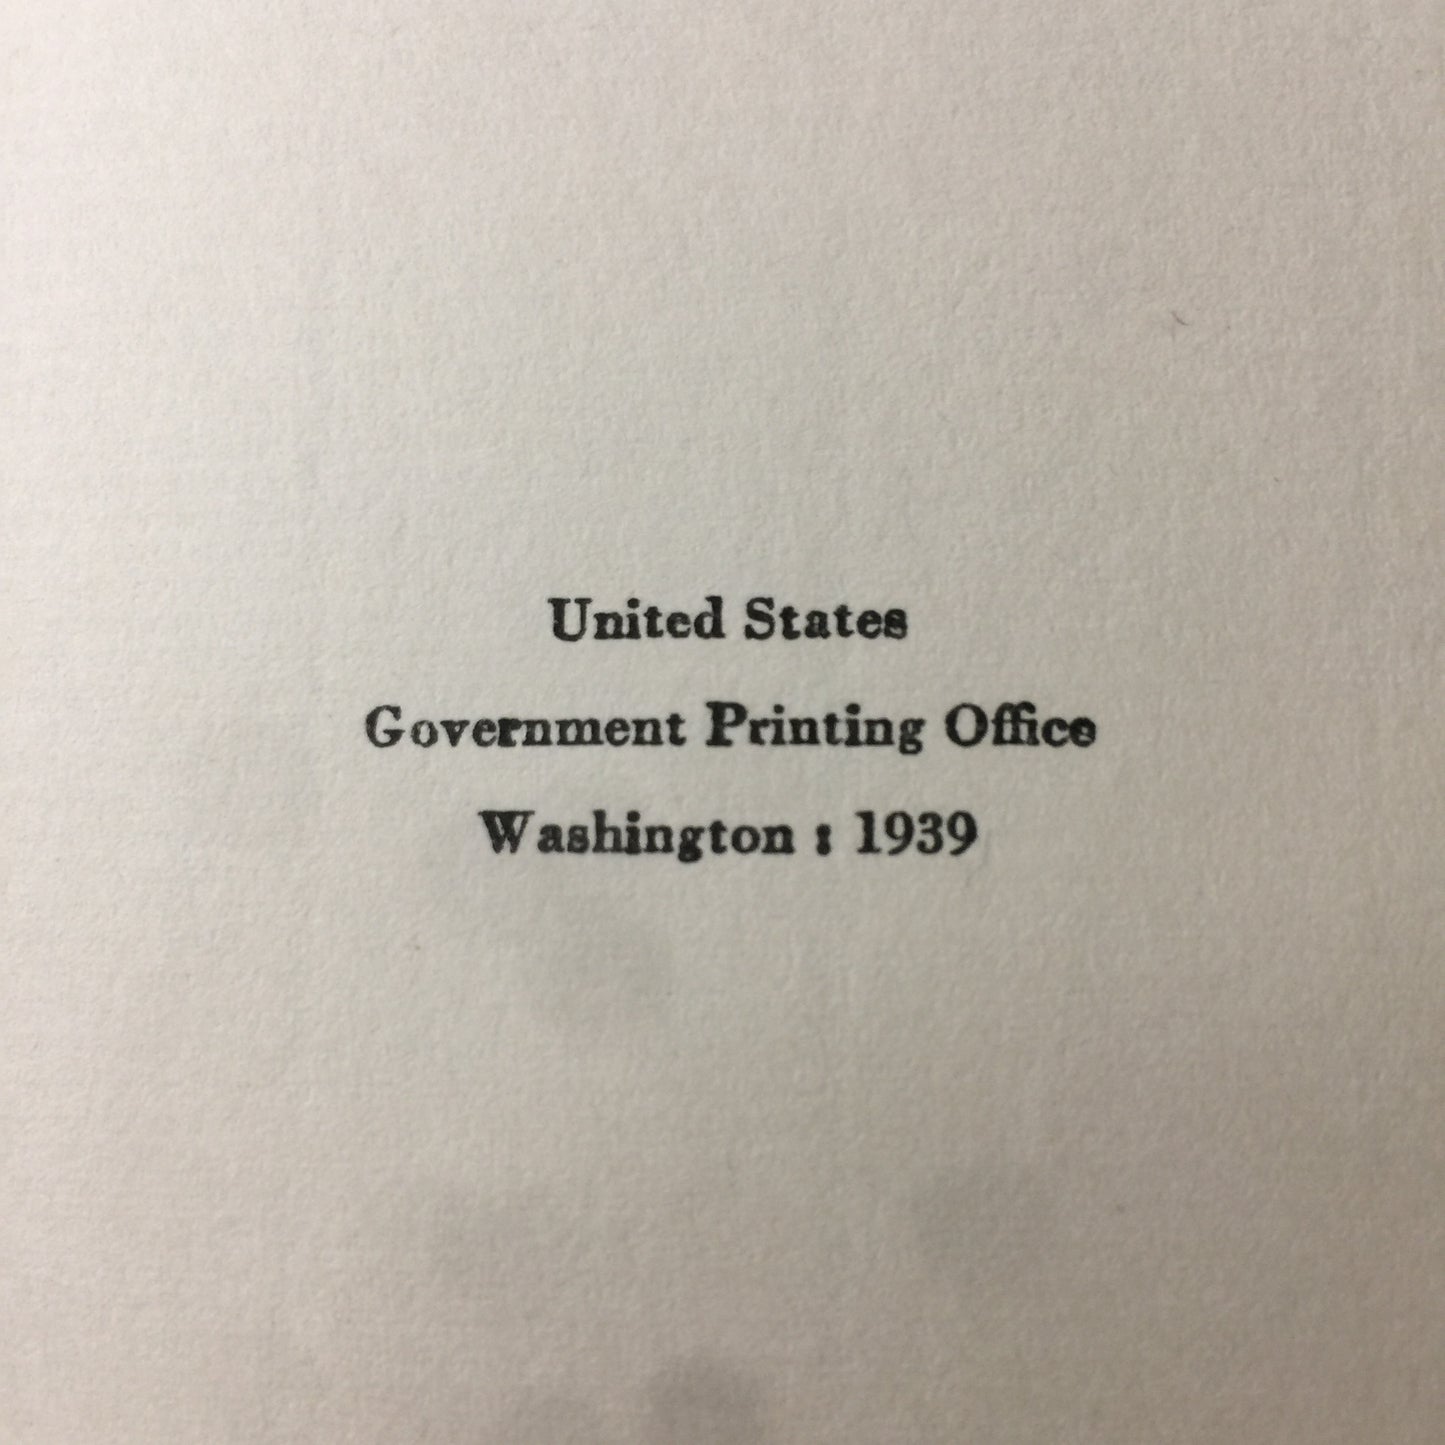 United States
Government Printing Office
Washington : 1939